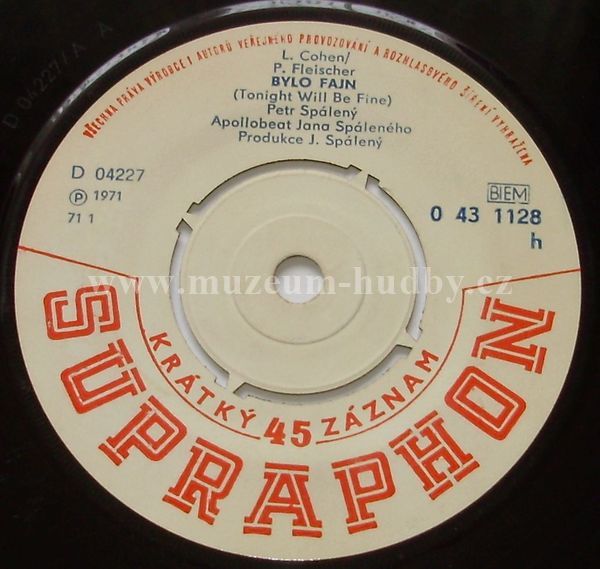 VŠECHNA PRÁVA VÝROBCE I AUTORŮ VEŘEJNÉHO PROVOZOVÁNÍ A ROZHLASOVÉHO ŠÍŘENÍ VYHRAŽENA
L. Cohen/
P. Fleischer
BYLO FAJN
(Tonight Will Be Fine)
Petr Spálený
Apollobeat Jana Spáleného
Produkce J. Spálený
D 04227
Ⓟ 1971
71 1
BIEM
0 43 1128
h
www.muzeum-hudby.cz
KRÁTKÝ 45 ZÁZNAM
SUPRAPHON
D 04227/A A